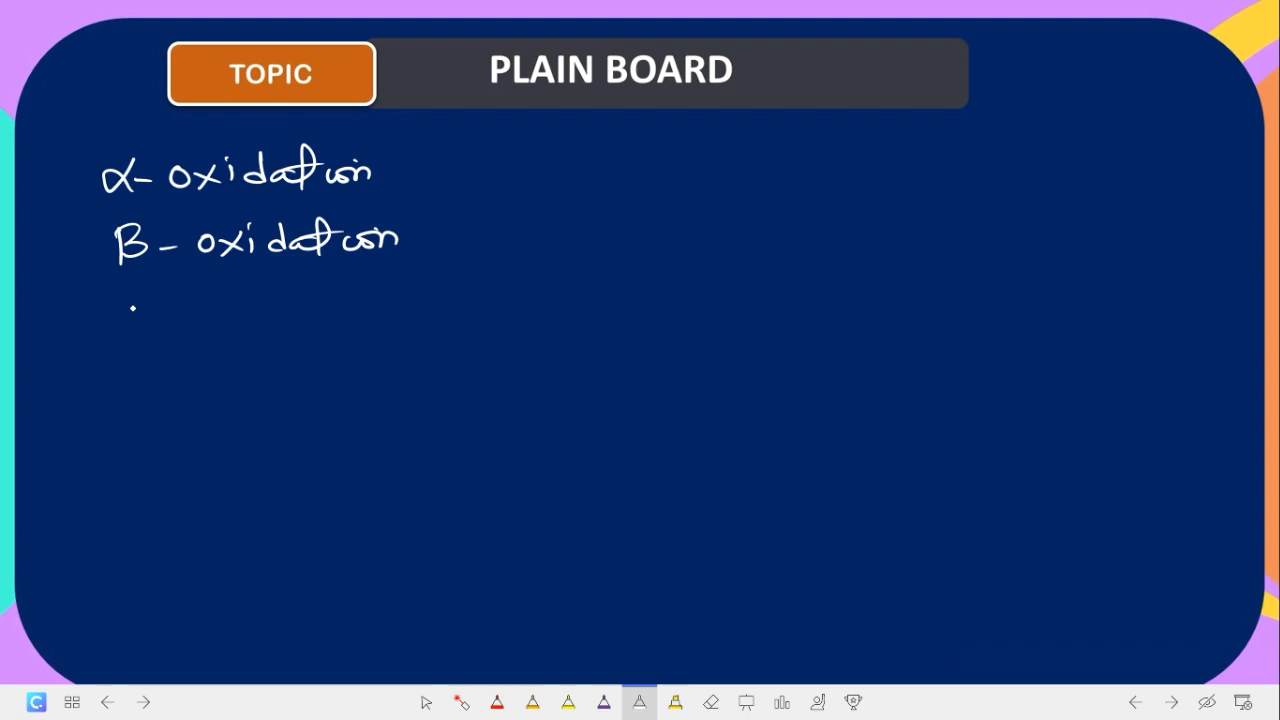 TOPIC PLAIN BOARD
α- oxidation
β - oxidation